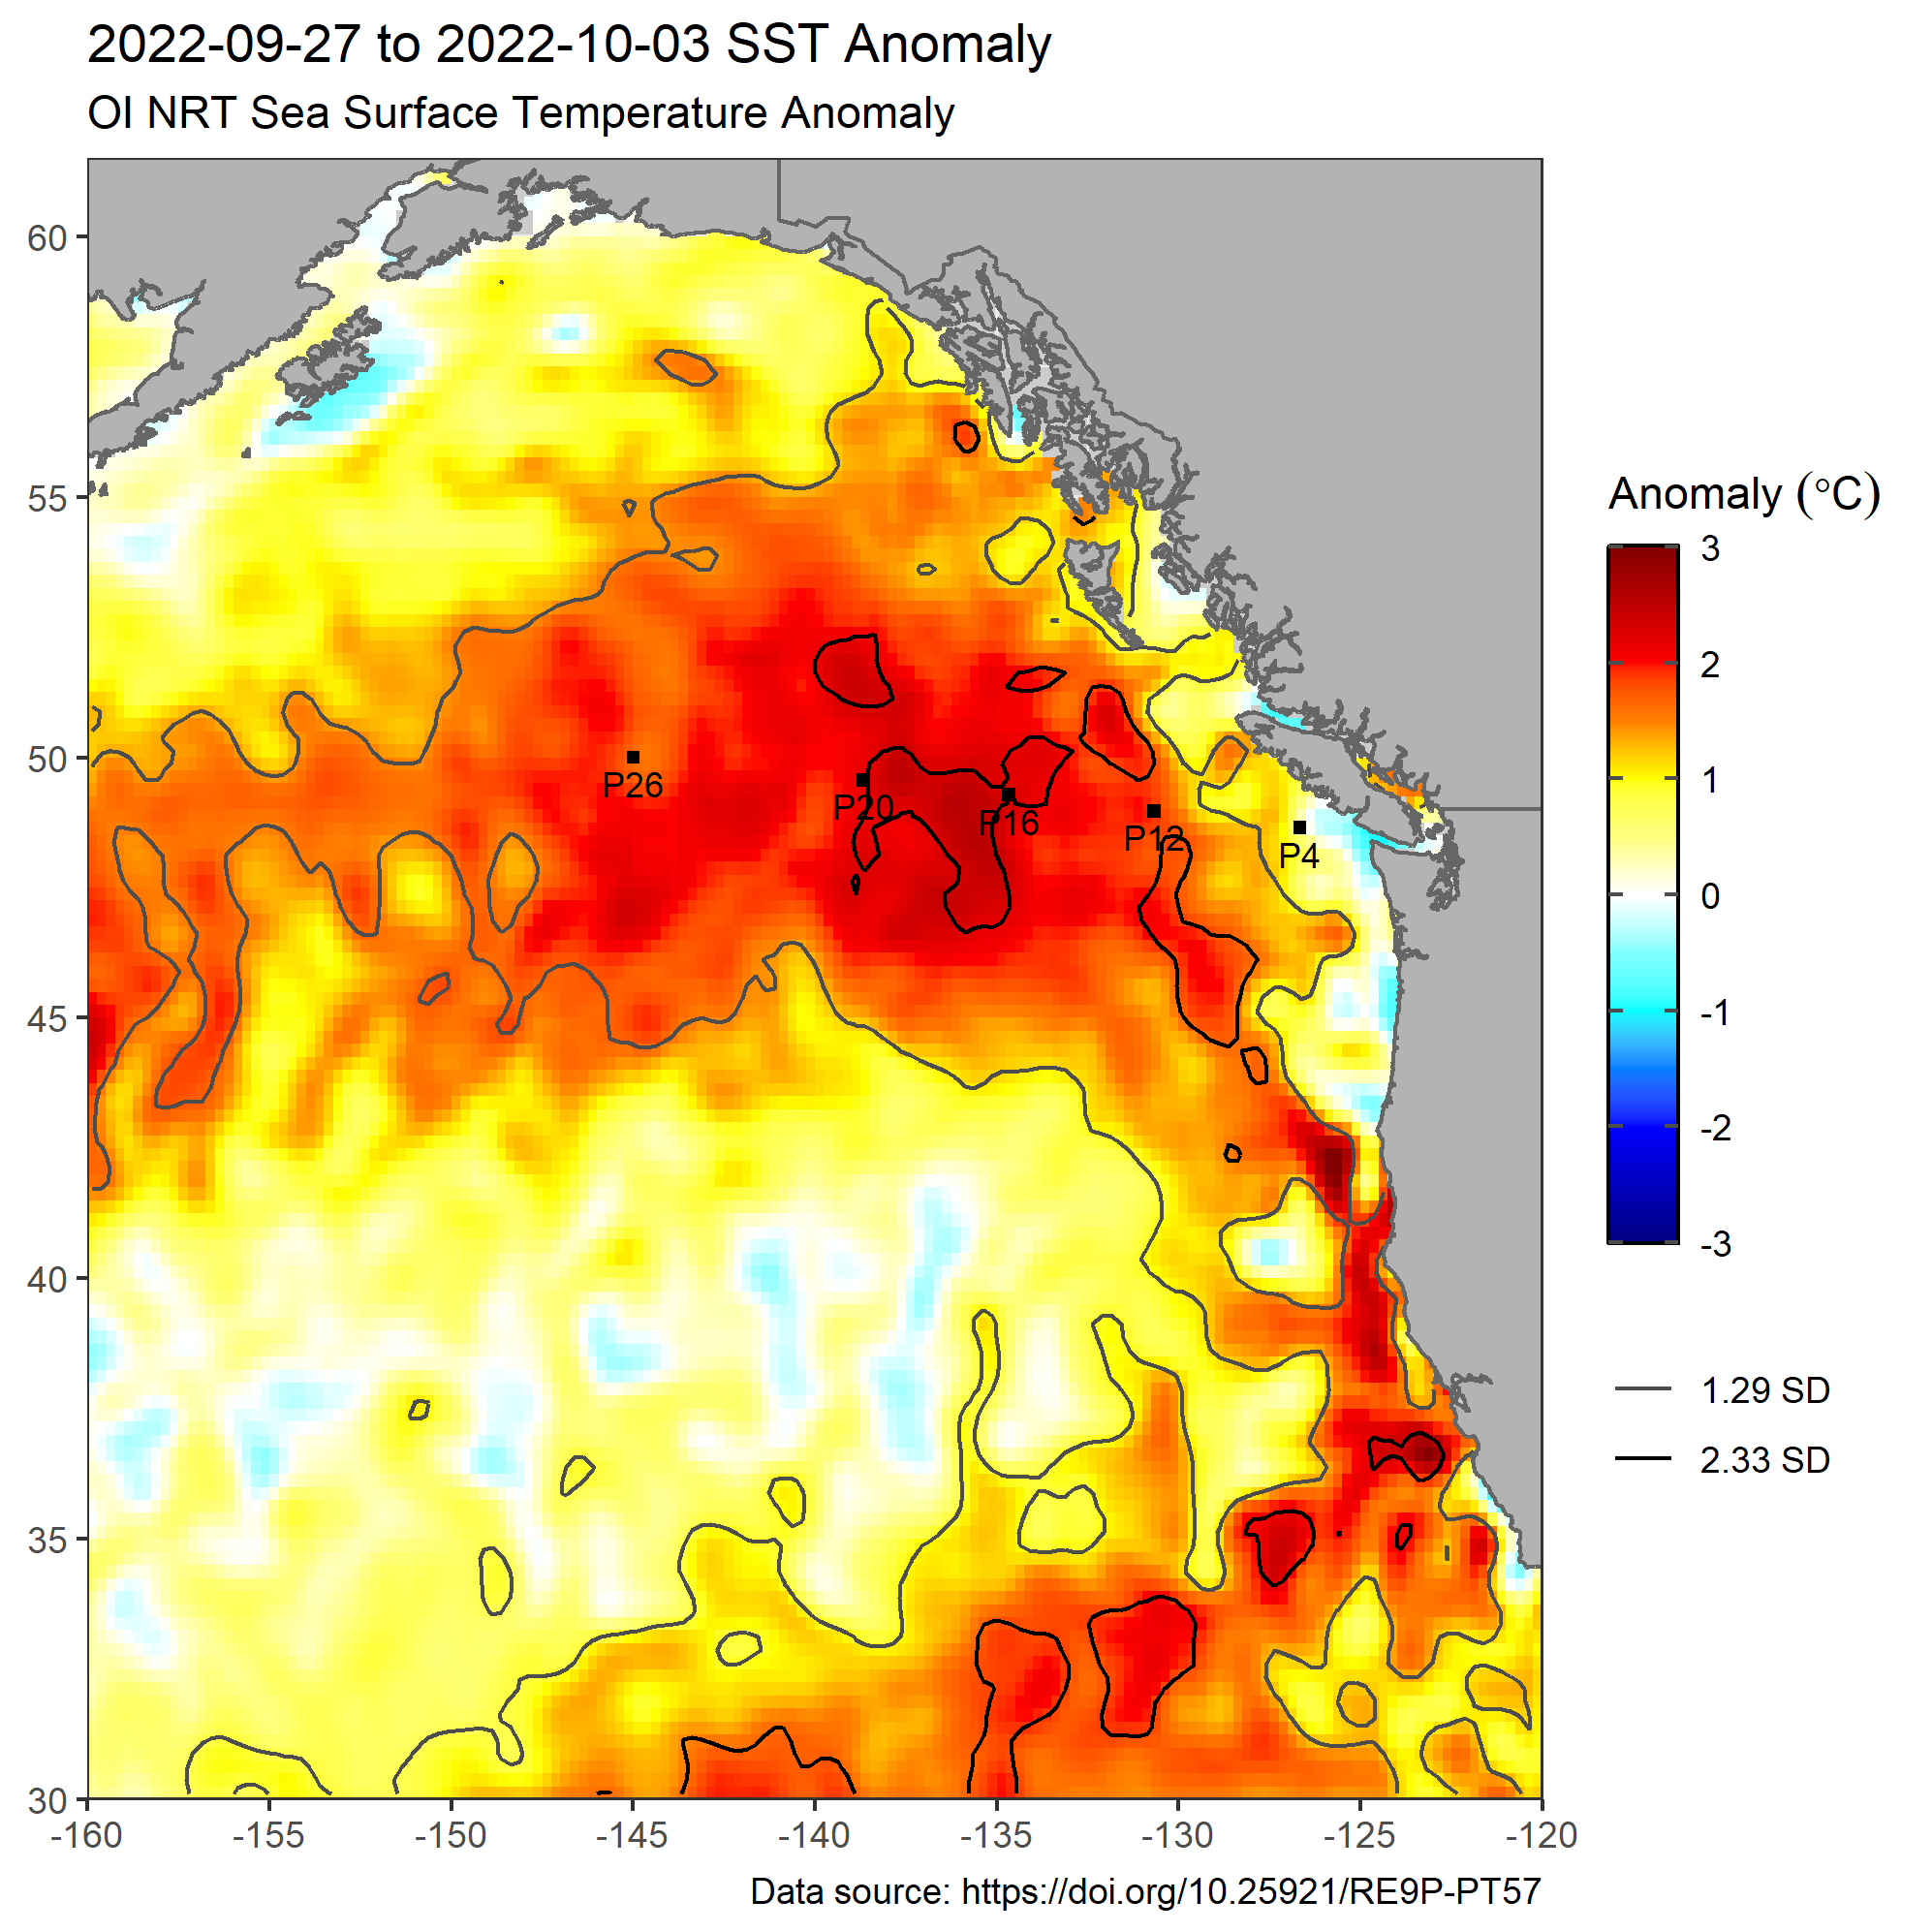 2022-09-27 to 2022-10-03 SST Anomaly
OI NRT Sea Surface Temperature Anomaly
60
55
50
45
40
35
30
-160
-155
-150
-145
-140
-135
-130
-125
-120
P26
P20
P16
P12
P4
Anomaly (°C)
3
2
1
0
-1
-2
-3
1.29 SD
2.33 SD
Data source: https://doi.org/10.25921/RE9P-PT57